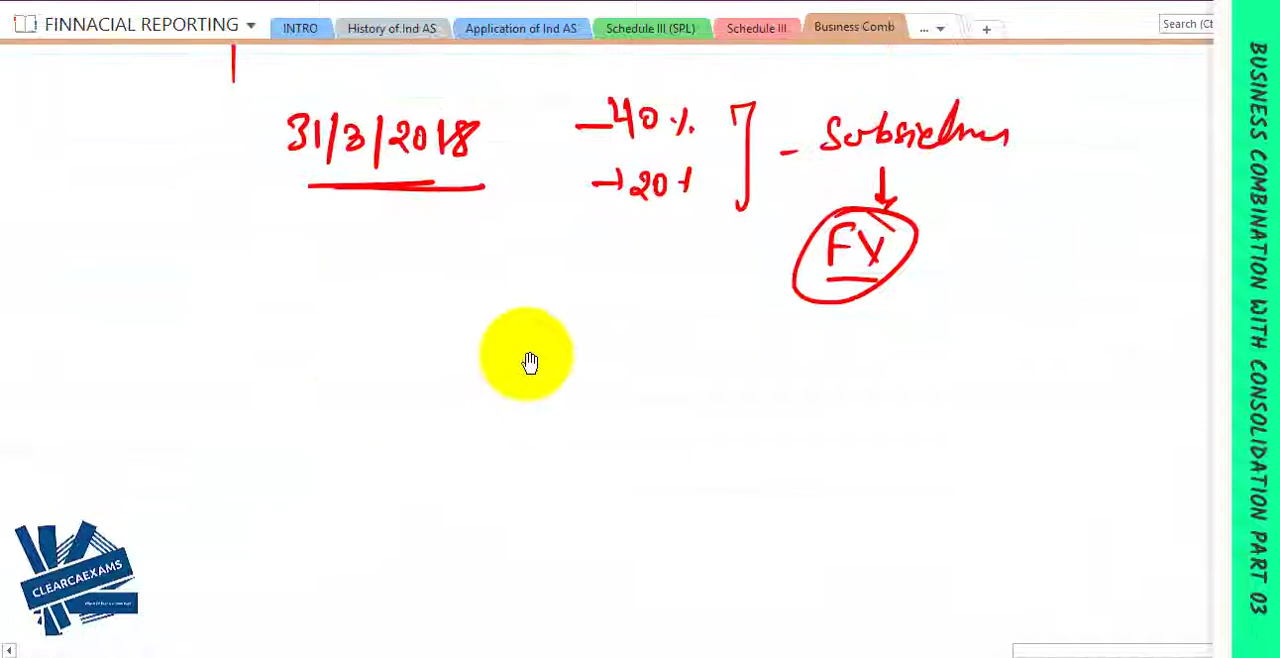 FINNACIAL REPORTING
INTRO
History of Ind AS
Application of Ind AS
Schedule III (SPL)
Schedule III
Business Comb
...
+
Search (Ct
31/3/2018
→40%
→20%
-
FV
CLEARCAEXAMS
BUSINESS COMBINATION WITH CONSOLIDATION PART 03